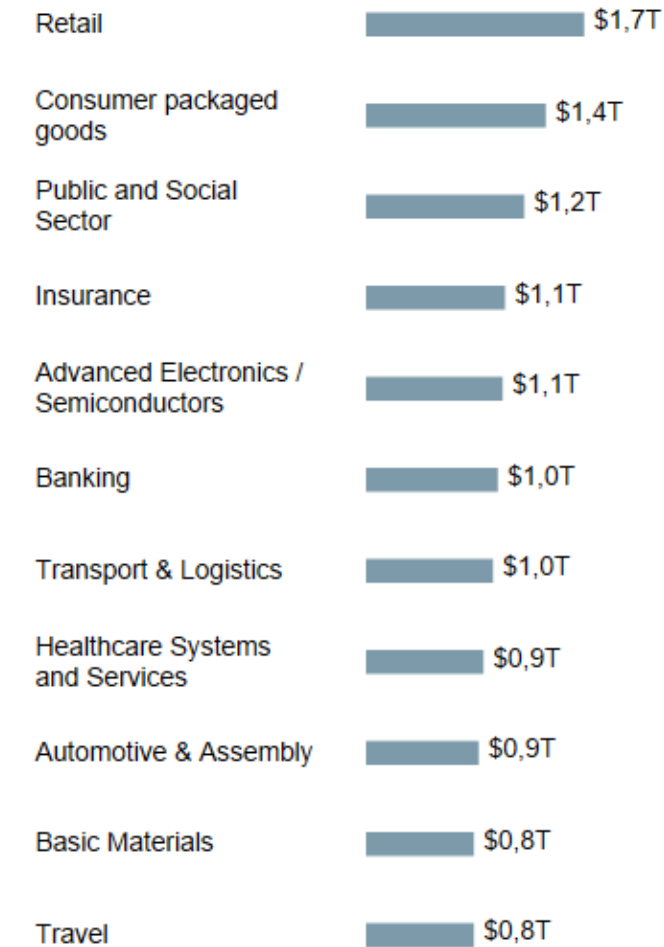 Retail $1,7T
Consumer packaged
goods $1,4T
Public and Social
Sector $1,2T
Insurance $1,1T
Advanced Electronics /
Semiconductors $1,1T
Banking $1,0T
Transport & Logistics $1,0T
Healthcare Systems
and Services $0,9T
Automotive & Assembly $0,9T
Basic Materials $0,8T
Travel $0,8T